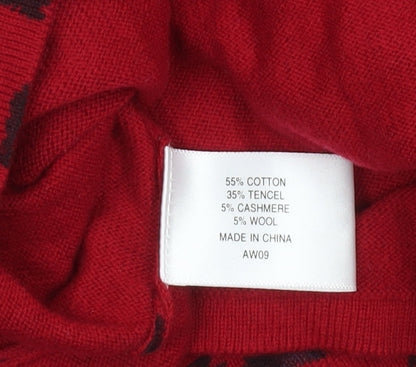 55% COTTON
35% TENCEL
5% CASHMERE
5% WOOL
MADE IN CHINA
AW09